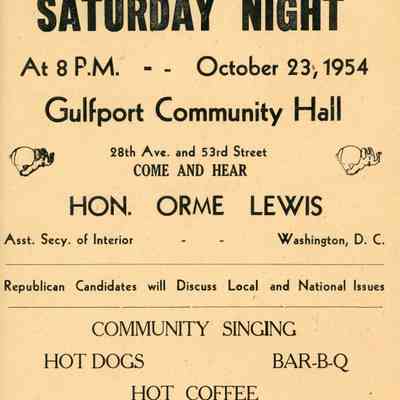 SATURDAY NIGHT
At 8 P.M. - - October 23, 1954
Gulfport Community Hall
28th Ave. and 53rd Street
COME AND HEAR
HON. ORME LEWIS
Asst. Secy. of Interior - - Washington, D. C.
Republican Candidates will Discuss Local and National Issues
COMMUNITY SINGING
HOT DOGS BAR-B-Q
HOT COFFEE